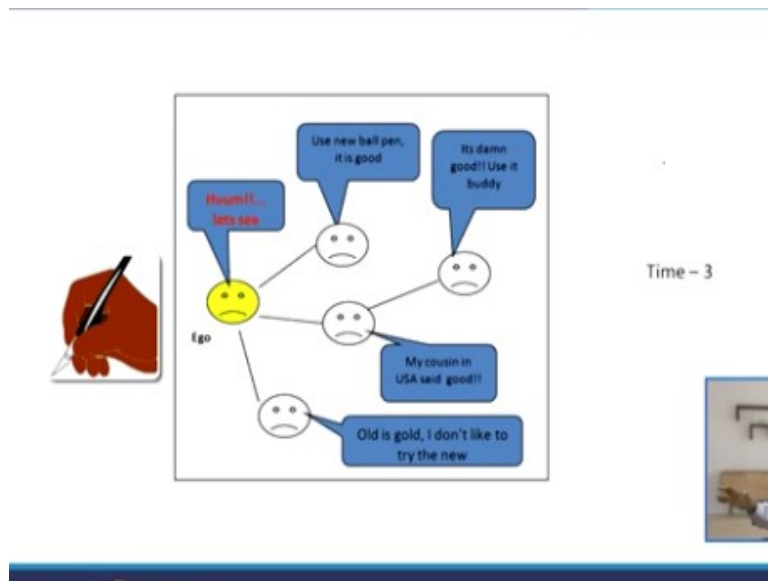 Use new ball pen,
it is good
Its damn
good!! Use it
buddy
Huum!!...
lets see
Time – 3
Ego
My cousin in
USA said good!!
Old is gold, I don't like to
try the new